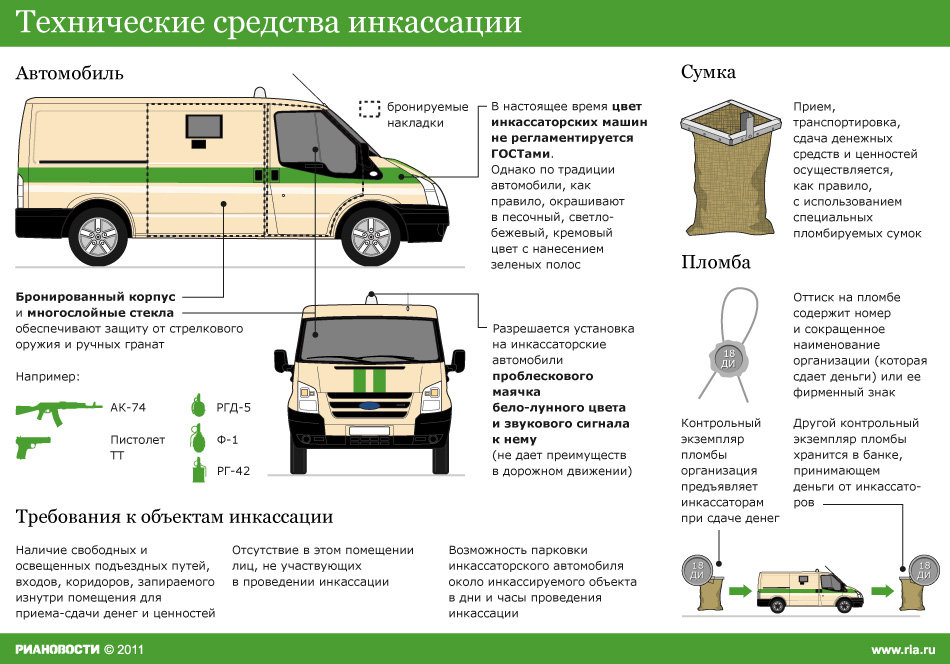 Технические средства инкассации
Автомобиль
бронируемые
накладки
В настоящее время цвет
инкассаторских машин
не регламентируется
ГОСТами.
Однако по традиции
автомобили, как
правило, окрашивают
в песочный, светло-
бежевый, кремовый
цвет с нанесением
зеленых полос
Бронированный корпус
и многослойные стекла
обеспечивают защиту от стрелкового
оружия и ручных гранат
Например:
АК-74
Пистолет
ТТ
РГД-5
Ф-1
РГ-42
Разрешается установка
на инкассаторские
автомобили
проблескового
маячка
бело-лунного цвета
и звукового сигнала
к нему
(не дает преимуществ
в дорожном движении)
Сумка
Прием,
транспортировка,
сдача денежных
средств и ценностей
осуществляется,
как правило,
с использованием
специальных
пломбируемых сумок
Пломба
18
ДИ
Оттиск на пломбе
содержит номер
и сокращенное
наименование
организации (которая
сдает деньги) или ее
фирменный знак
Контрольный
экземпляр
пломбы
организация
предъявляет
инкассаторам
при сдаче денег
Другой контрольный
экземпляр пломбы
хранится в банке,
принимающем
деньги от инкассато-
ров
18
ДИ
18
ДИ
Требования к объектам инкассации
Наличие свободных и
освещенных подъездных путей,
входов, коридоров, запираемого
изнутри помещения для
приема-сдачи денег и ценностей
Отсутствие в этом помещении
лиц, не участвующих
в проведении инкассации
Возможность парковки
инкассаторского автомобиля
около инкассируемого объекта
в дни и часы проведения
инкассации
РИАНОВОСТИ © 2011
www.ria.ru